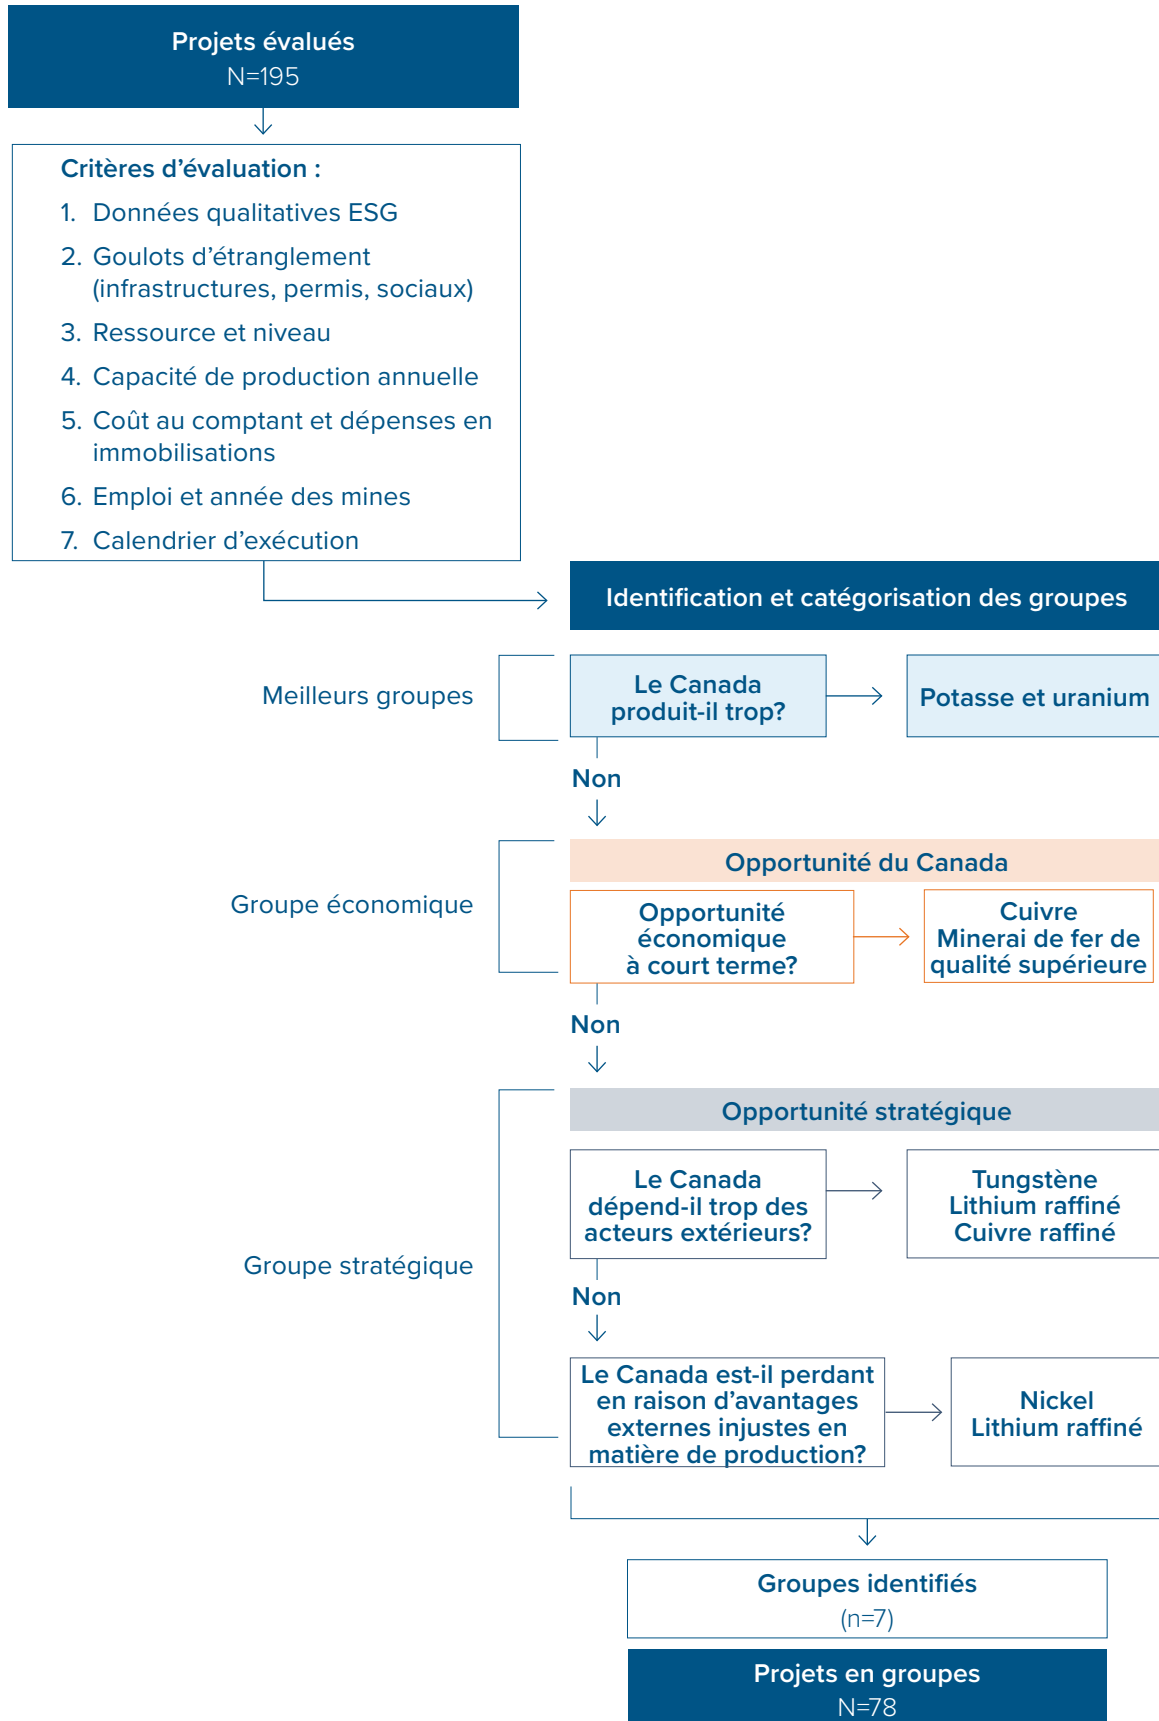 Projets évalués
N=195
Critères d'évaluation :
1. Données qualitatives ESG
2. Goulots d'étranglement
(infrastructures, permis, sociaux)
3. Ressource et niveau
4. Capacité de production annuelle
5. Coût au comptant et dépenses en
immobilisations
6. Emploi et année des mines
7. Calendrier d'exécution
Identification et catégorisation des groupes
Meilleurs groupes
Le Canada
produit-il trop?
Potasse et uranium
Non
Opportunité du Canada
Groupe économique
Opportunité
économique
à court terme?
Cuivre
Minerai de fer de
qualité supérieure
Non
Opportunité stratégique
Groupe stratégique
Le Canada
dépend-il trop des
acteurs extérieurs?
Tungstène
Lithium raffiné
Cuivre raffiné
Non
Le Canada est-il perdant
en raison d'avantages
externes injustes en
matière de production?
Nickel
Lithium raffiné
Groupes identifiés
(n=7)
Projets en groupes
N=78